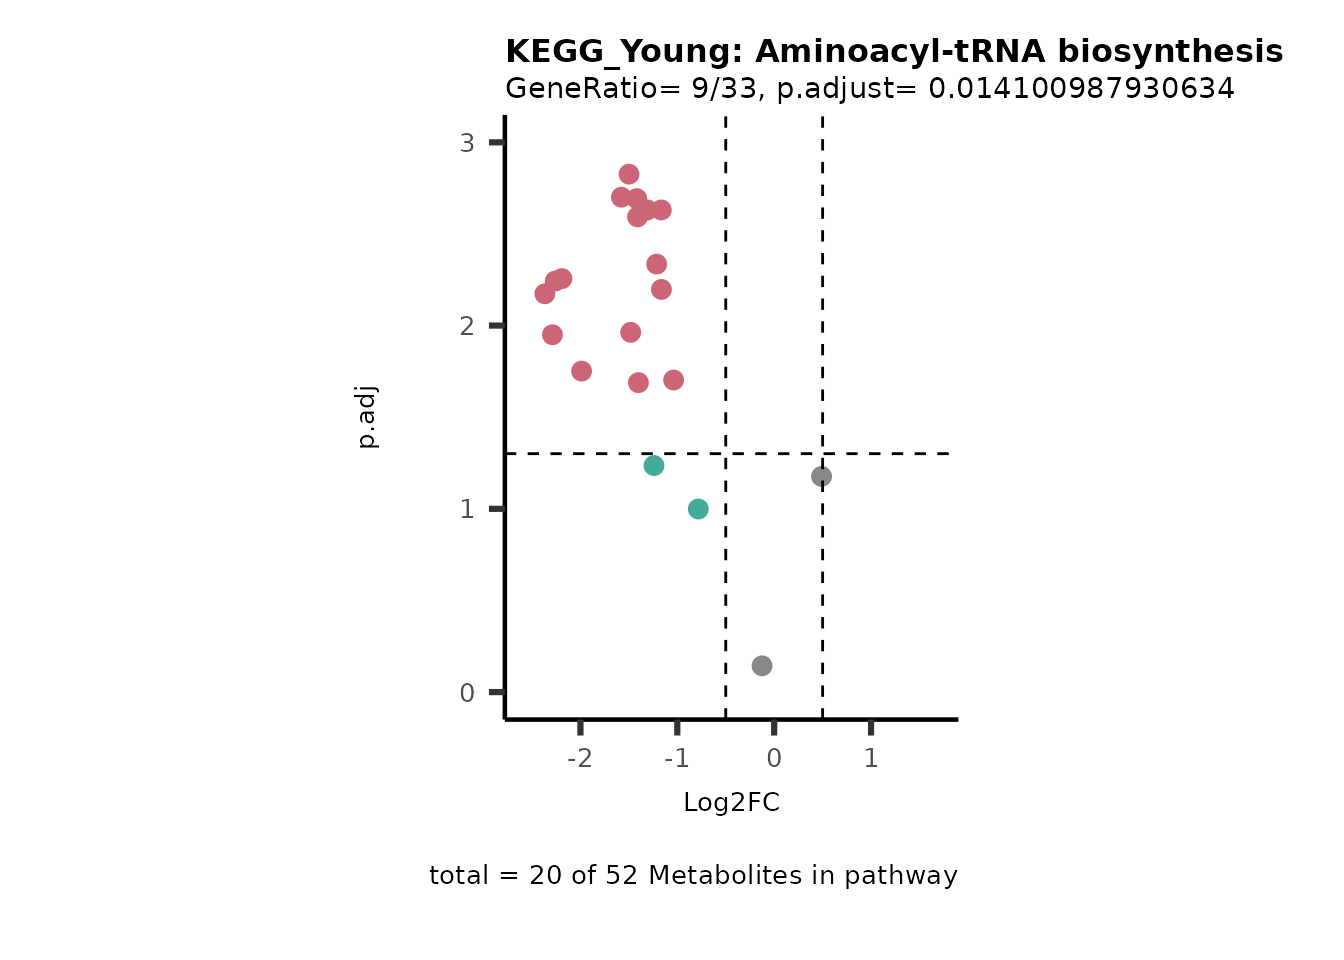 KEGG_Young: Aminoacyl-tRNA biosynthesis
GeneRatio= 9/33, p.adjust= 0.014100987930634
3
2
1
0
p.adj
-2 -1 0 1
Log2FC
total = 20 of 52 Metabolites in pathway